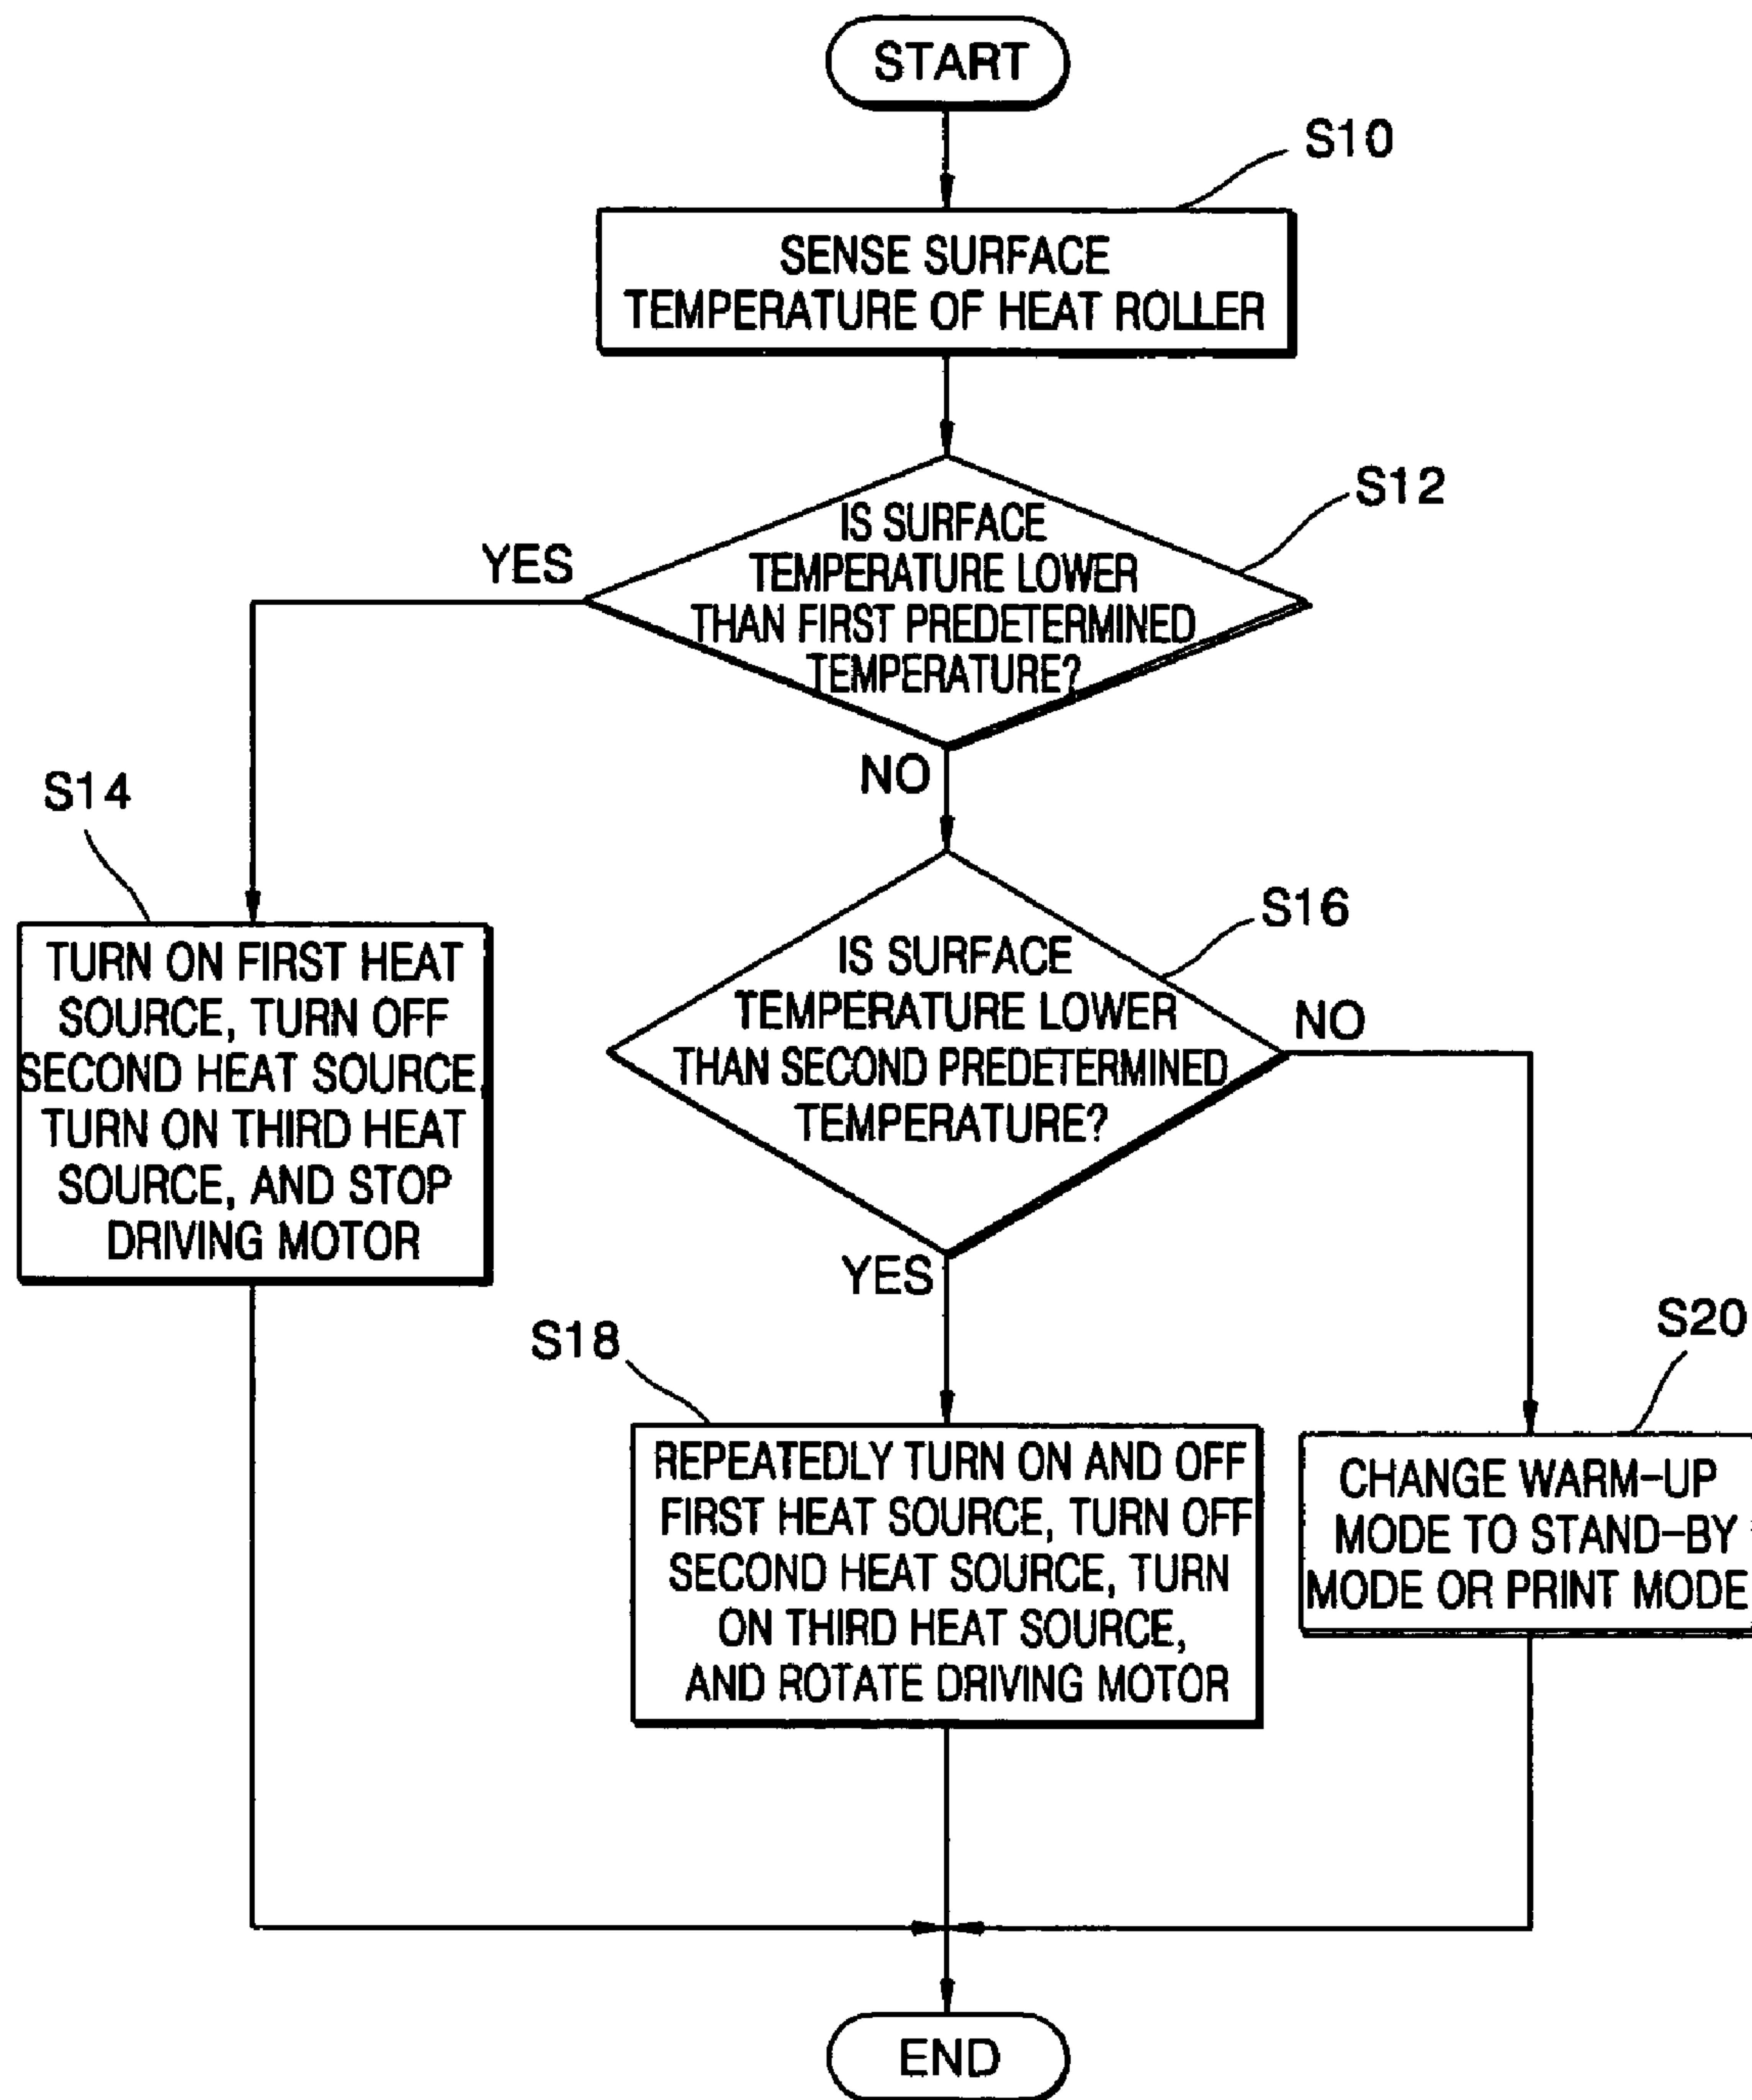 START
S10
SENSE SURFACE
TEMPERATURE OF HEAT ROLLER
S12
IS SURFACE
TEMPERATURE LOWER
THAN FIRST PREDETERMINED
TEMPERATURE?
YES
NO
S14
TURN ON FIRST HEAT
SOURCE, TURN OFF
SECOND HEAT SOURCE,
TURN ON THIRD HEAT
SOURCE, AND STOP
DRIVING MOTOR
S16
IS SURFACE
TEMPERATURE LOWER
THAN SECOND PREDETERMINED
TEMPERATURE?
NO
YES
S18
REPEATEDLY TURN ON AND OFF
FIRST HEAT SOURCE, TURN OFF
SECOND HEAT SOURCE, TURN
ON THIRD HEAT SOURCE,
AND ROTATE DRIVING MOTOR
S20
CHANGE WARM-UP
MODE TO STAND-BY
MODE OR PRINT MODE
END